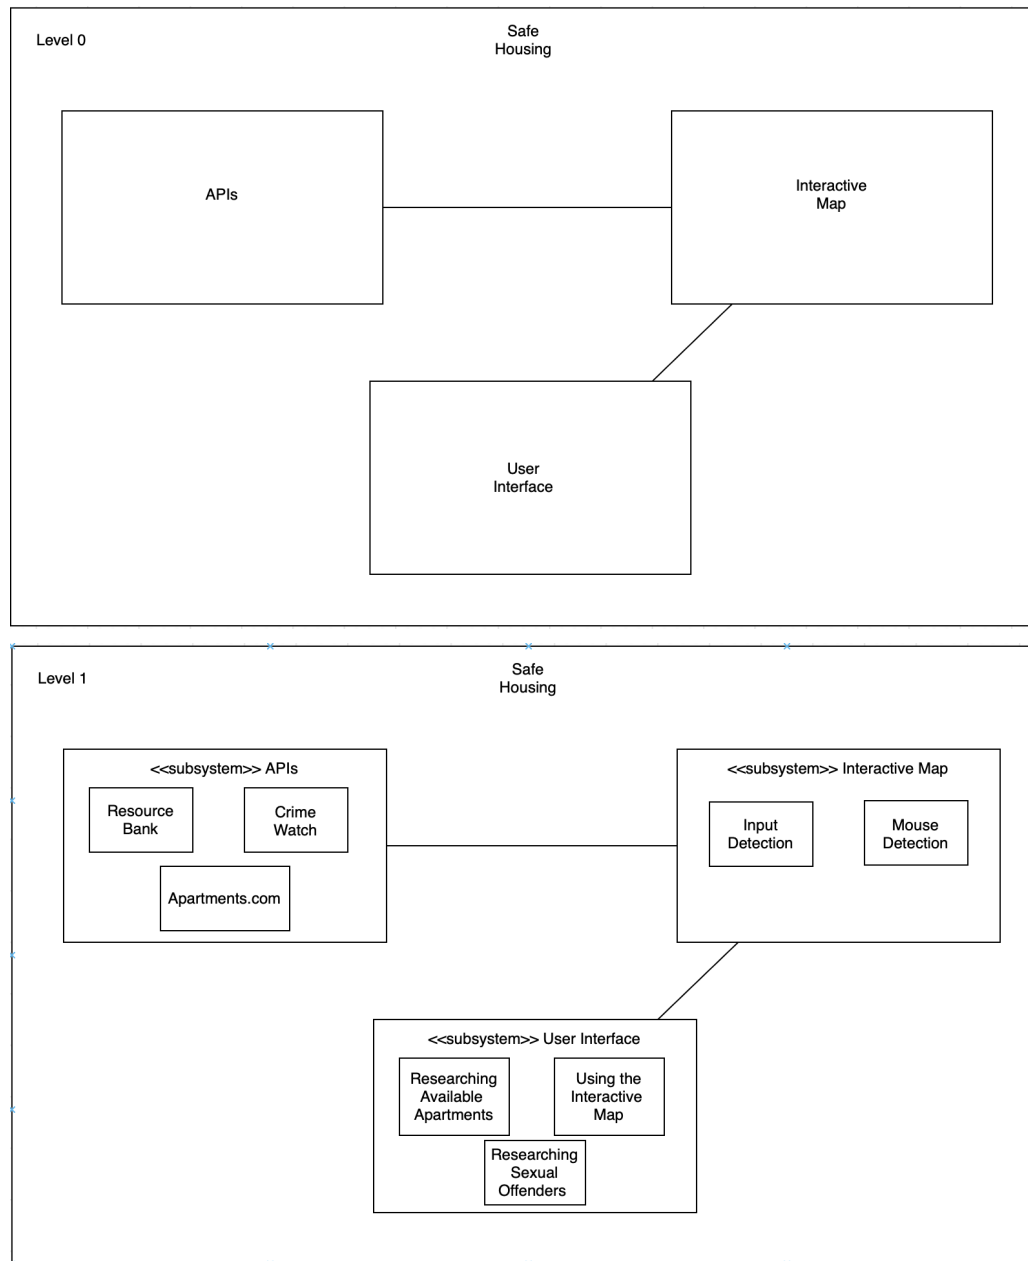 Level 0
Safe
Housing
APIs
Interactive
Map
User
Interface
Level 1
Safe
Housing
<<subsystem>> APIs
Resource
Bank
Crime
Watch
Apartments.com
<<subsystem>> Interactive Map
Input
Detection
Mouse
Detection
<<subsystem>> User Interface
Researching
Available
Apartments
Using the
Interactive
Map
Researching
Sexual
Offenders